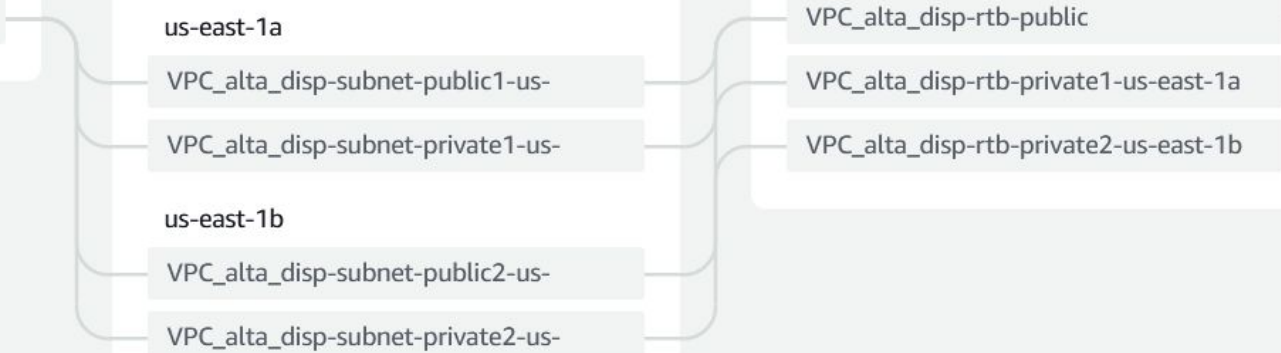 us-east-1a
VPC_alta_disp-subnet-public1-us-
VPC_alta_disp-subnet-private1-us-
us-east-1b
VPC_alta_disp-subnet-public2-us-
VPC_alta_disp-subnet-private2-us-
VPC_alta_disp-rtb-public
VPC_alta_disp-rtb-private1-us-east-1a
VPC_alta_disp-rtb-private2-us-east-1b